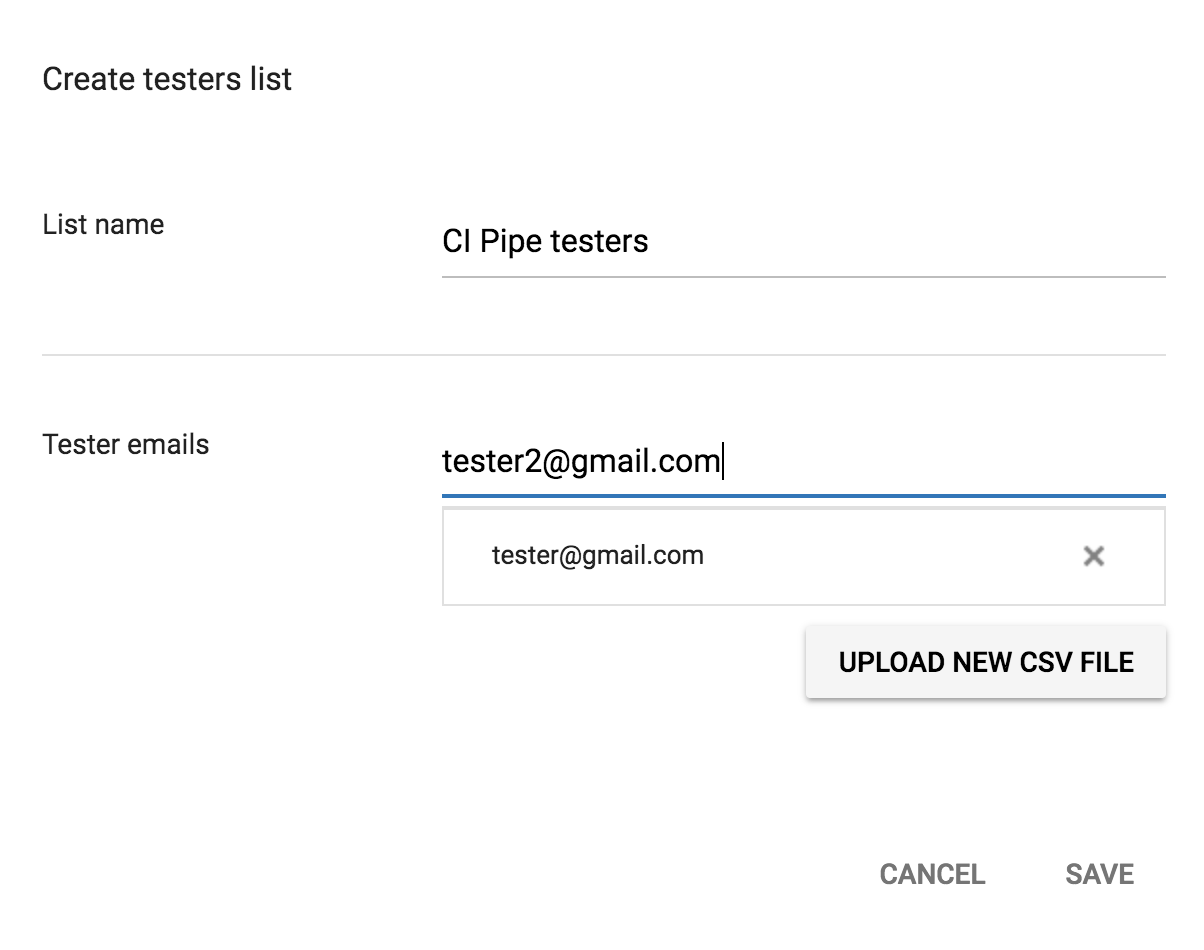 Create testers list
List name
CI Pipe testers
Tester emails
tester2@gmail.com
tester@gmail.com
UPLOAD NEW CSV FILE
CANCEL SAVE